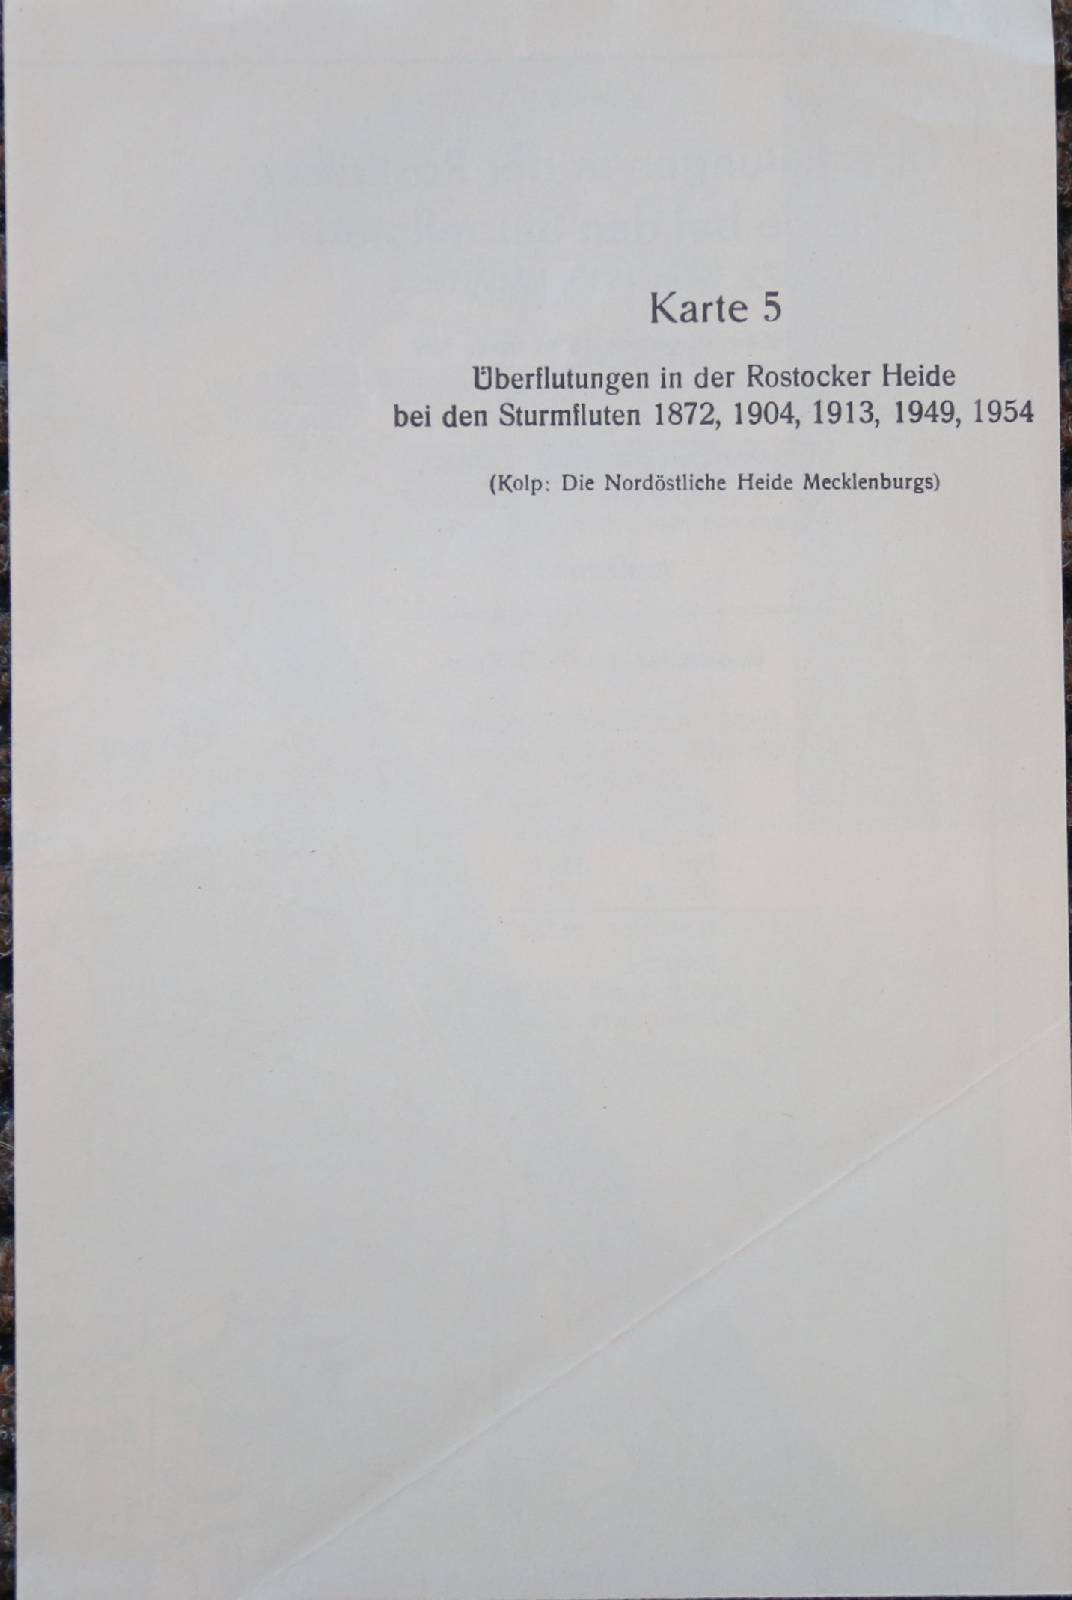 Karte 5
Überflutungen in der Rostocker Heide
bei den Sturmfluten 1872, 1904, 1913, 1949, 1954
(Kolp: Die Nordöstliche Heide Mecklenburgs)